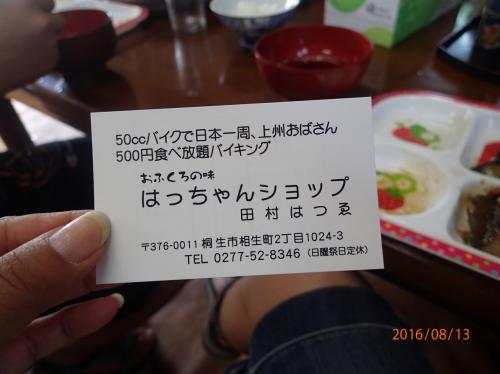 50ccバイクで日本一周、上州おばさん
500円食べ放題バイキング
おふくろの味
はっちゃんショップ
田村はつゑ
〒376-0011 桐生市相生町2丁目1024-3
TEL 0277-52-8346 (日曜祭日定休)
2016/08/13